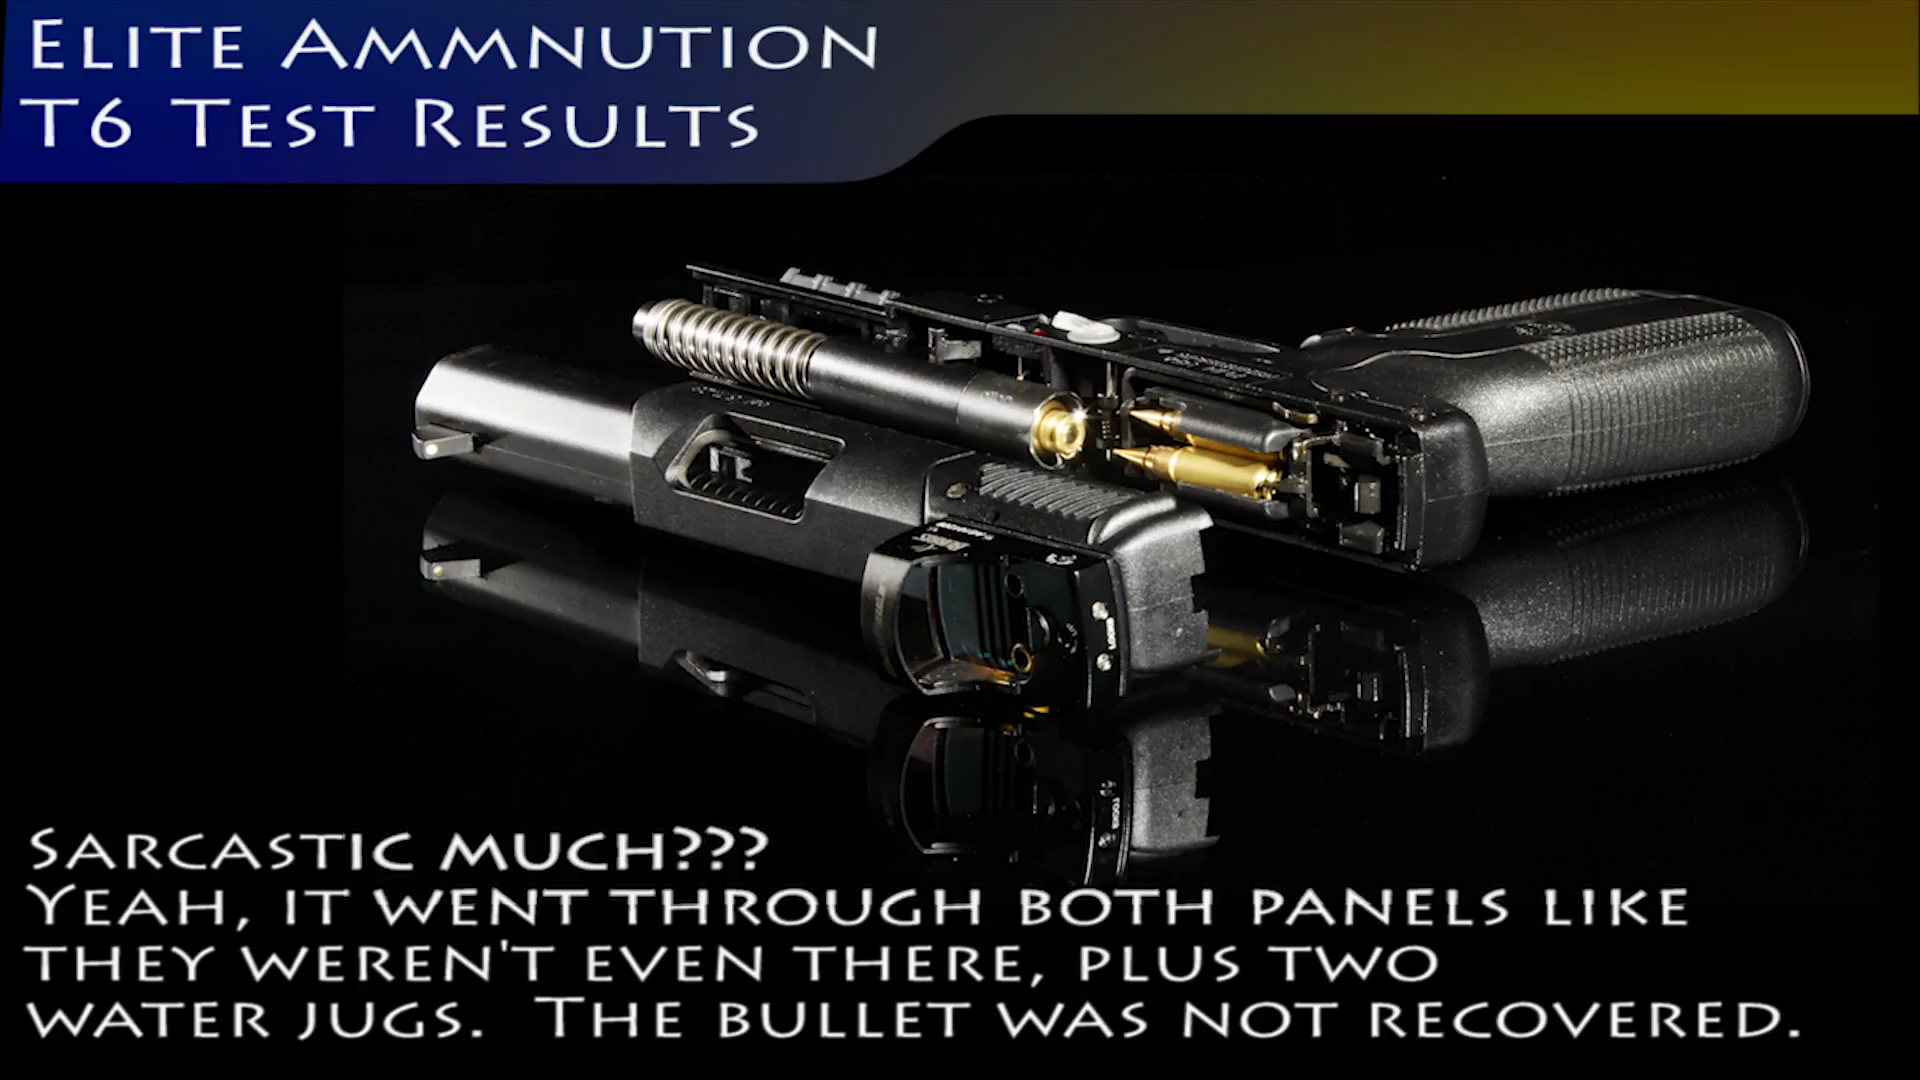 Elite Ammnution
T6 Test Results
Sarcastic much???
Yeah, it went through both panels like
they weren't even there, plus two
water jugs. The bullet was not recovered.